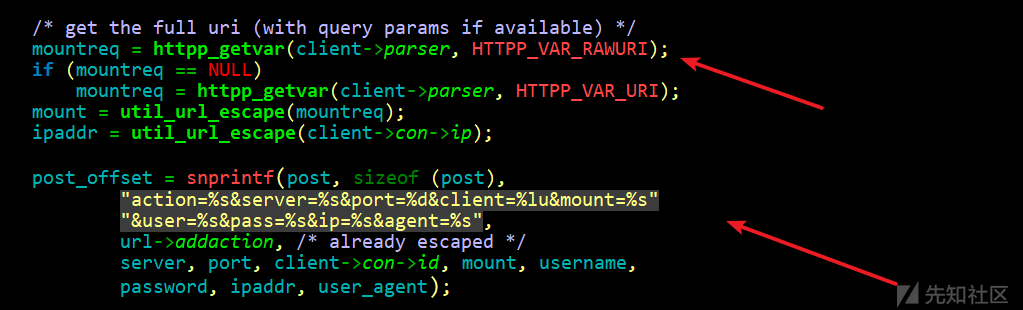 /* get the full uri (with query params if available) */
mountreq = httpp_getvar(client->parser, HTTPP_VAR_RAWURI);
if (mountreq == NULL)
    mountreq = httpp_getvar(client->parser, HTTPP_VAR_URI);
mount = util_url_escape(mountreq);
ipaddr = util_url_escape(client->con->ip);

post_offset = snprintf(post, sizeof (post),
        "action=%s&server=%s&port=%d&client=%lu&mount=%s"
        "&user=%s&pass=%s&ip=%s&agent=%s",
        url->addaction, /* already escaped */
        server, port, client->con->id, mount, username,
        password, ipaddr, user_agent);
先知社区